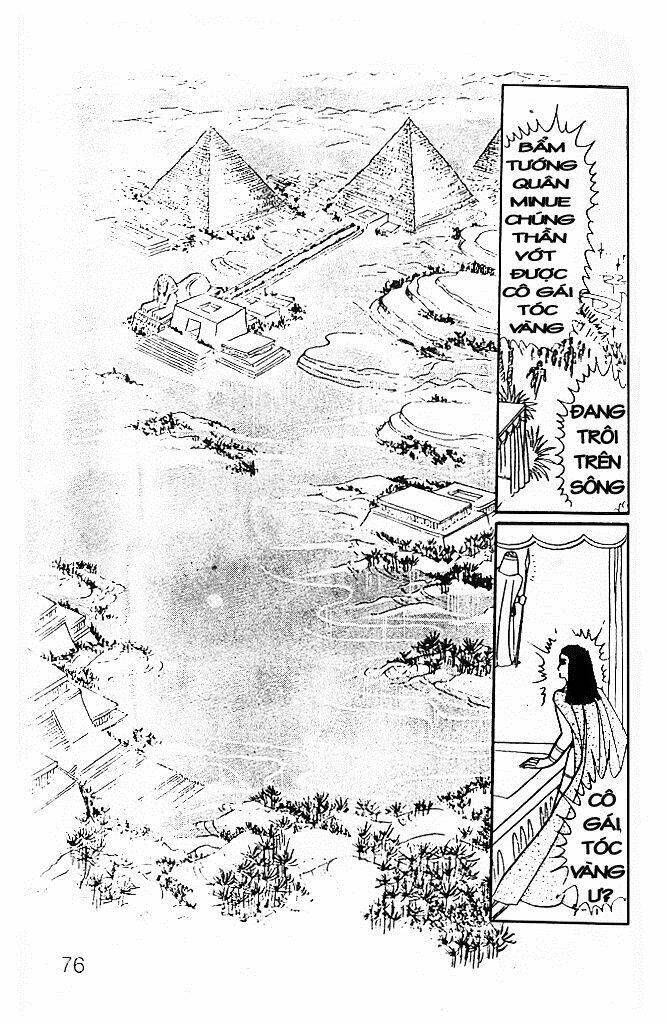 BẨM
TƯỚNG
QUÂN
MINUE
CHÚNG
THẦN
VỚT
ĐƯỢC
CÔ GÁI
TÓC
VÀNG
ĐANG
TRÔI
TRÊN
SÔNG
CÔ
GÁI
TÓC
VÀNG
Ư?
76